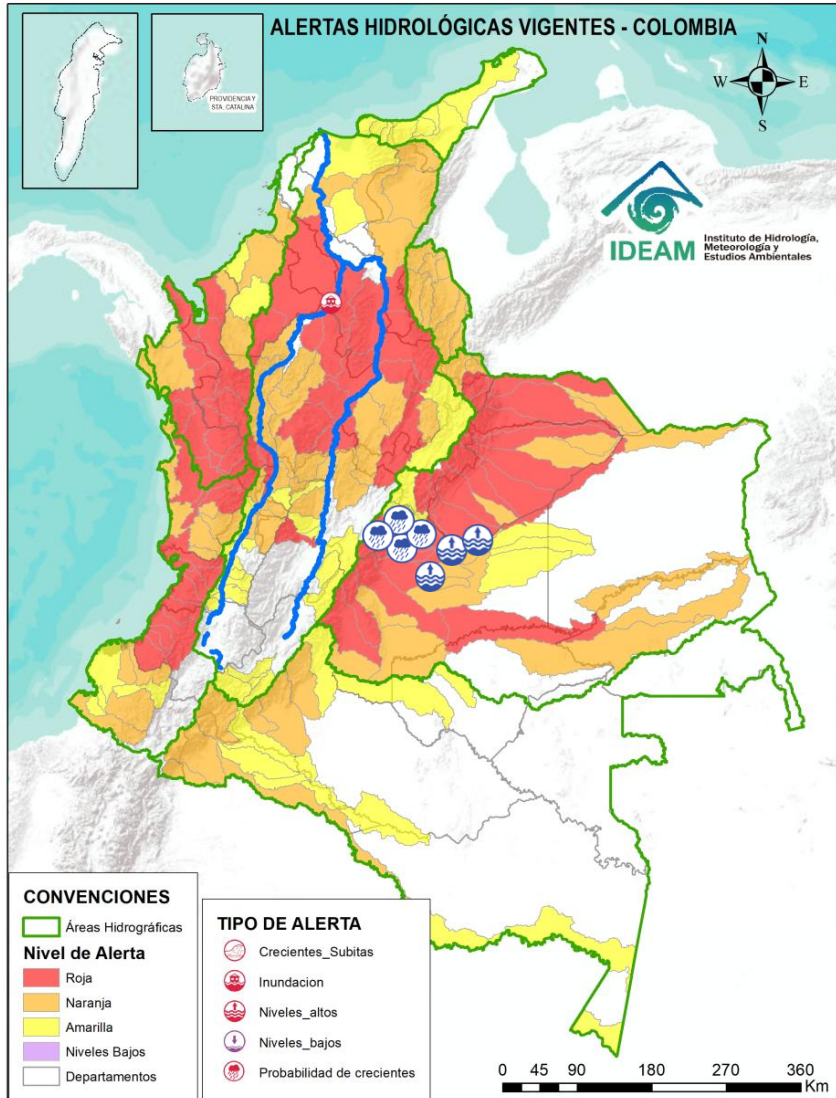 ALERTAS HIDROLÓGICAS VIGENTES - COLOMBIA
PROVIDENCIA Y
STA. CATALINA
N
W
E
S
IDEAM
Instituto de Hidrología,
Meteorología y
Estudios Ambientales
CONVENCIONES
Áreas Hidrográficas
Nivel de Alerta
Roja
Naranja
Amarilla
Niveles Bajos
Departamentos
TIPO DE ALERTA
Crecientes_Subitas
Inundacion
Niveles_altos
Niveles_bajos
Probabilidad de crecientes
0 45 90 180 270 360
Km